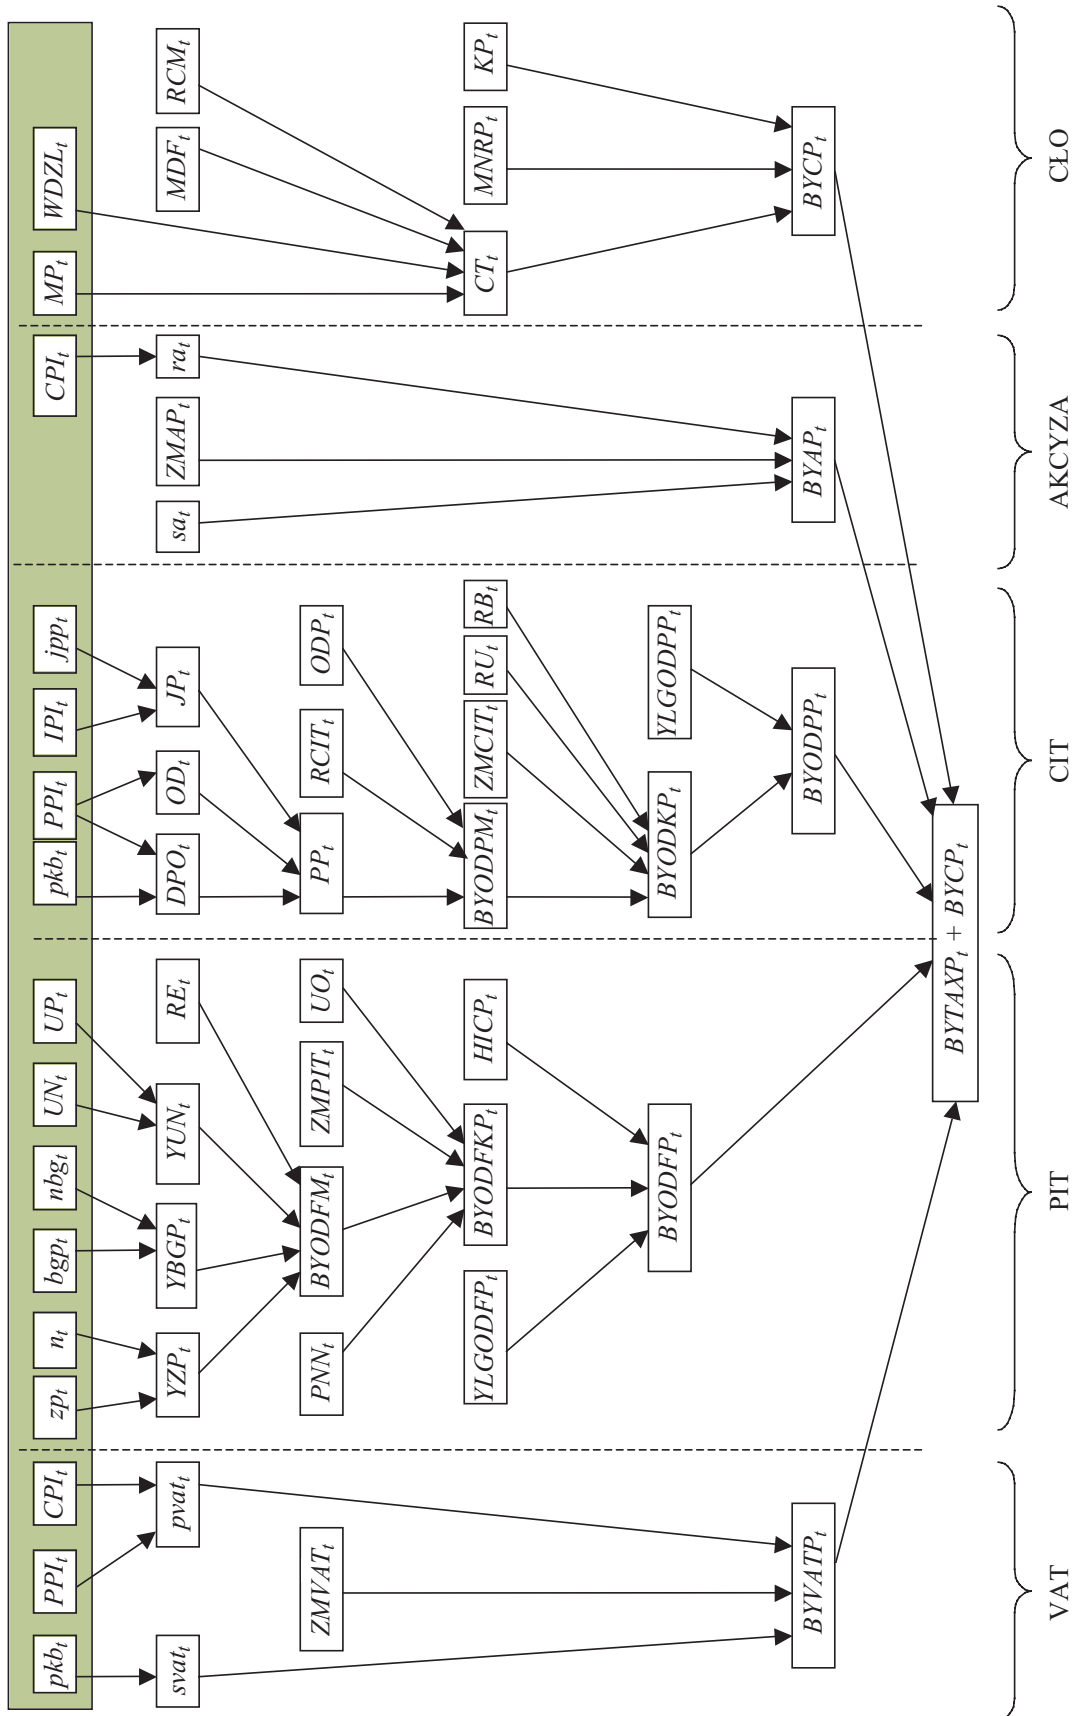 pkb_t PPI_t CPI_t zp_t n_t bgp_t nbg_t UN_t UP_t pkb_t PPI_t IPI_t jpp_t CPI_t MP_t WDZL_t
svat_t pvat_t YZP_t YBGP_t YUN_t RE_t DPO_t OD_t JP_t sa_t ZMAP_t ra_t MDF_t RCM_t
ZMVAT_t PNN_t BYODFM_t ZMPIT_t UO_t PP_t RCIT_t ODP_t
YLGODFP_t BYODFKP_t HICP_t BYODPM_t ZMCIT_t RU_t RB_t CT_t MNRP_t KP_t
BYODFP_t BYODKP_t YLGODPP_t
BYVATP_t BYODPP_t BYAP_t BYCP_t
BYTAXP_t + BYCP_t
VAT PIT CIT AKCYZA CŁO